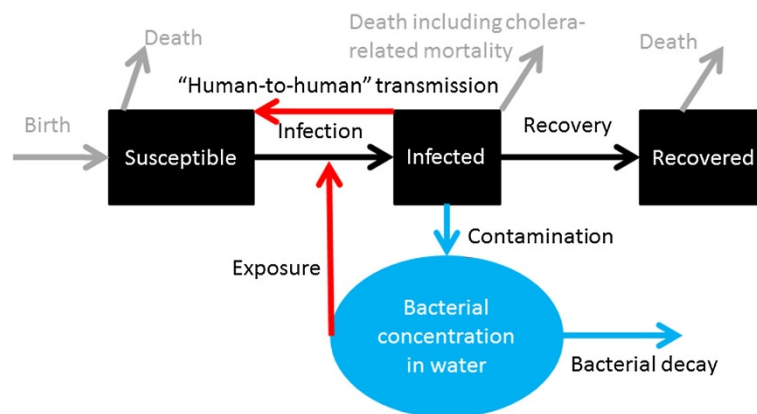 Death
Death including cholera-
related mortality
Death
"Human-to-human" transmission
Birth
Infection
Recovery
Susceptible
Infected
Recovered
Contamination
Exposure
Bacterial
concentration
in water
Bacterial decay